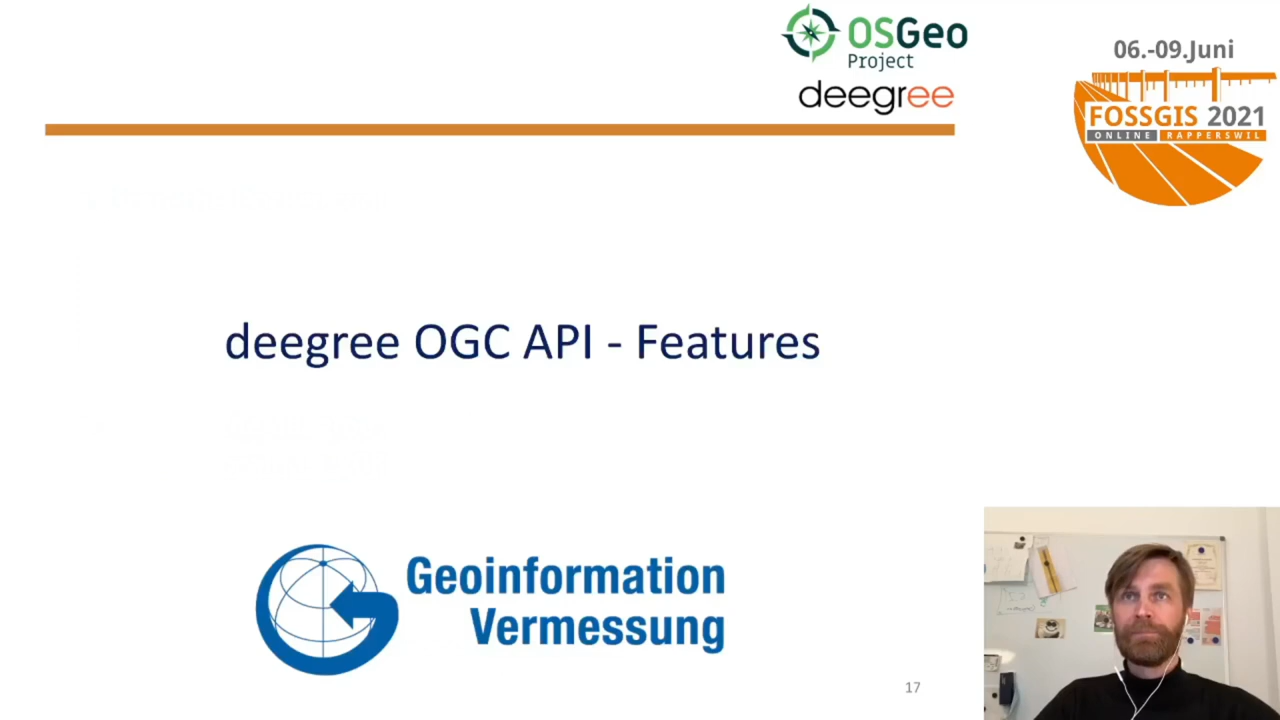 OSGeo
Project
deegree
06.-09.Juni
FOSSGIS 2021
ONLINE RAPPERSWIL
deegree OGC API - Features
Geoinformation
Vermessung
17